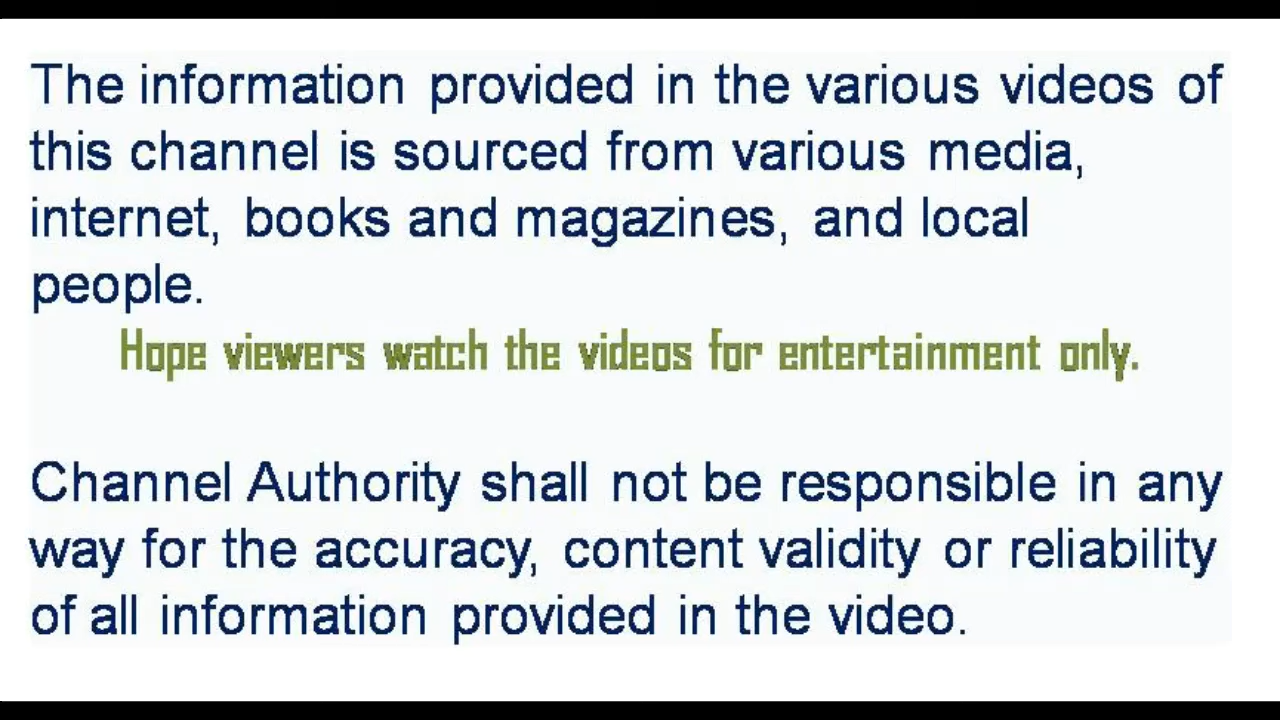 The information provided in the various videos of
this channel is sourced from various media,
internet, books and magazines, and local
people.
Hope viewers watch the videos for entertainment only.
Channel Authority shall not be responsible in any
way for the accuracy, content validity or reliability
of all information provided in the video.